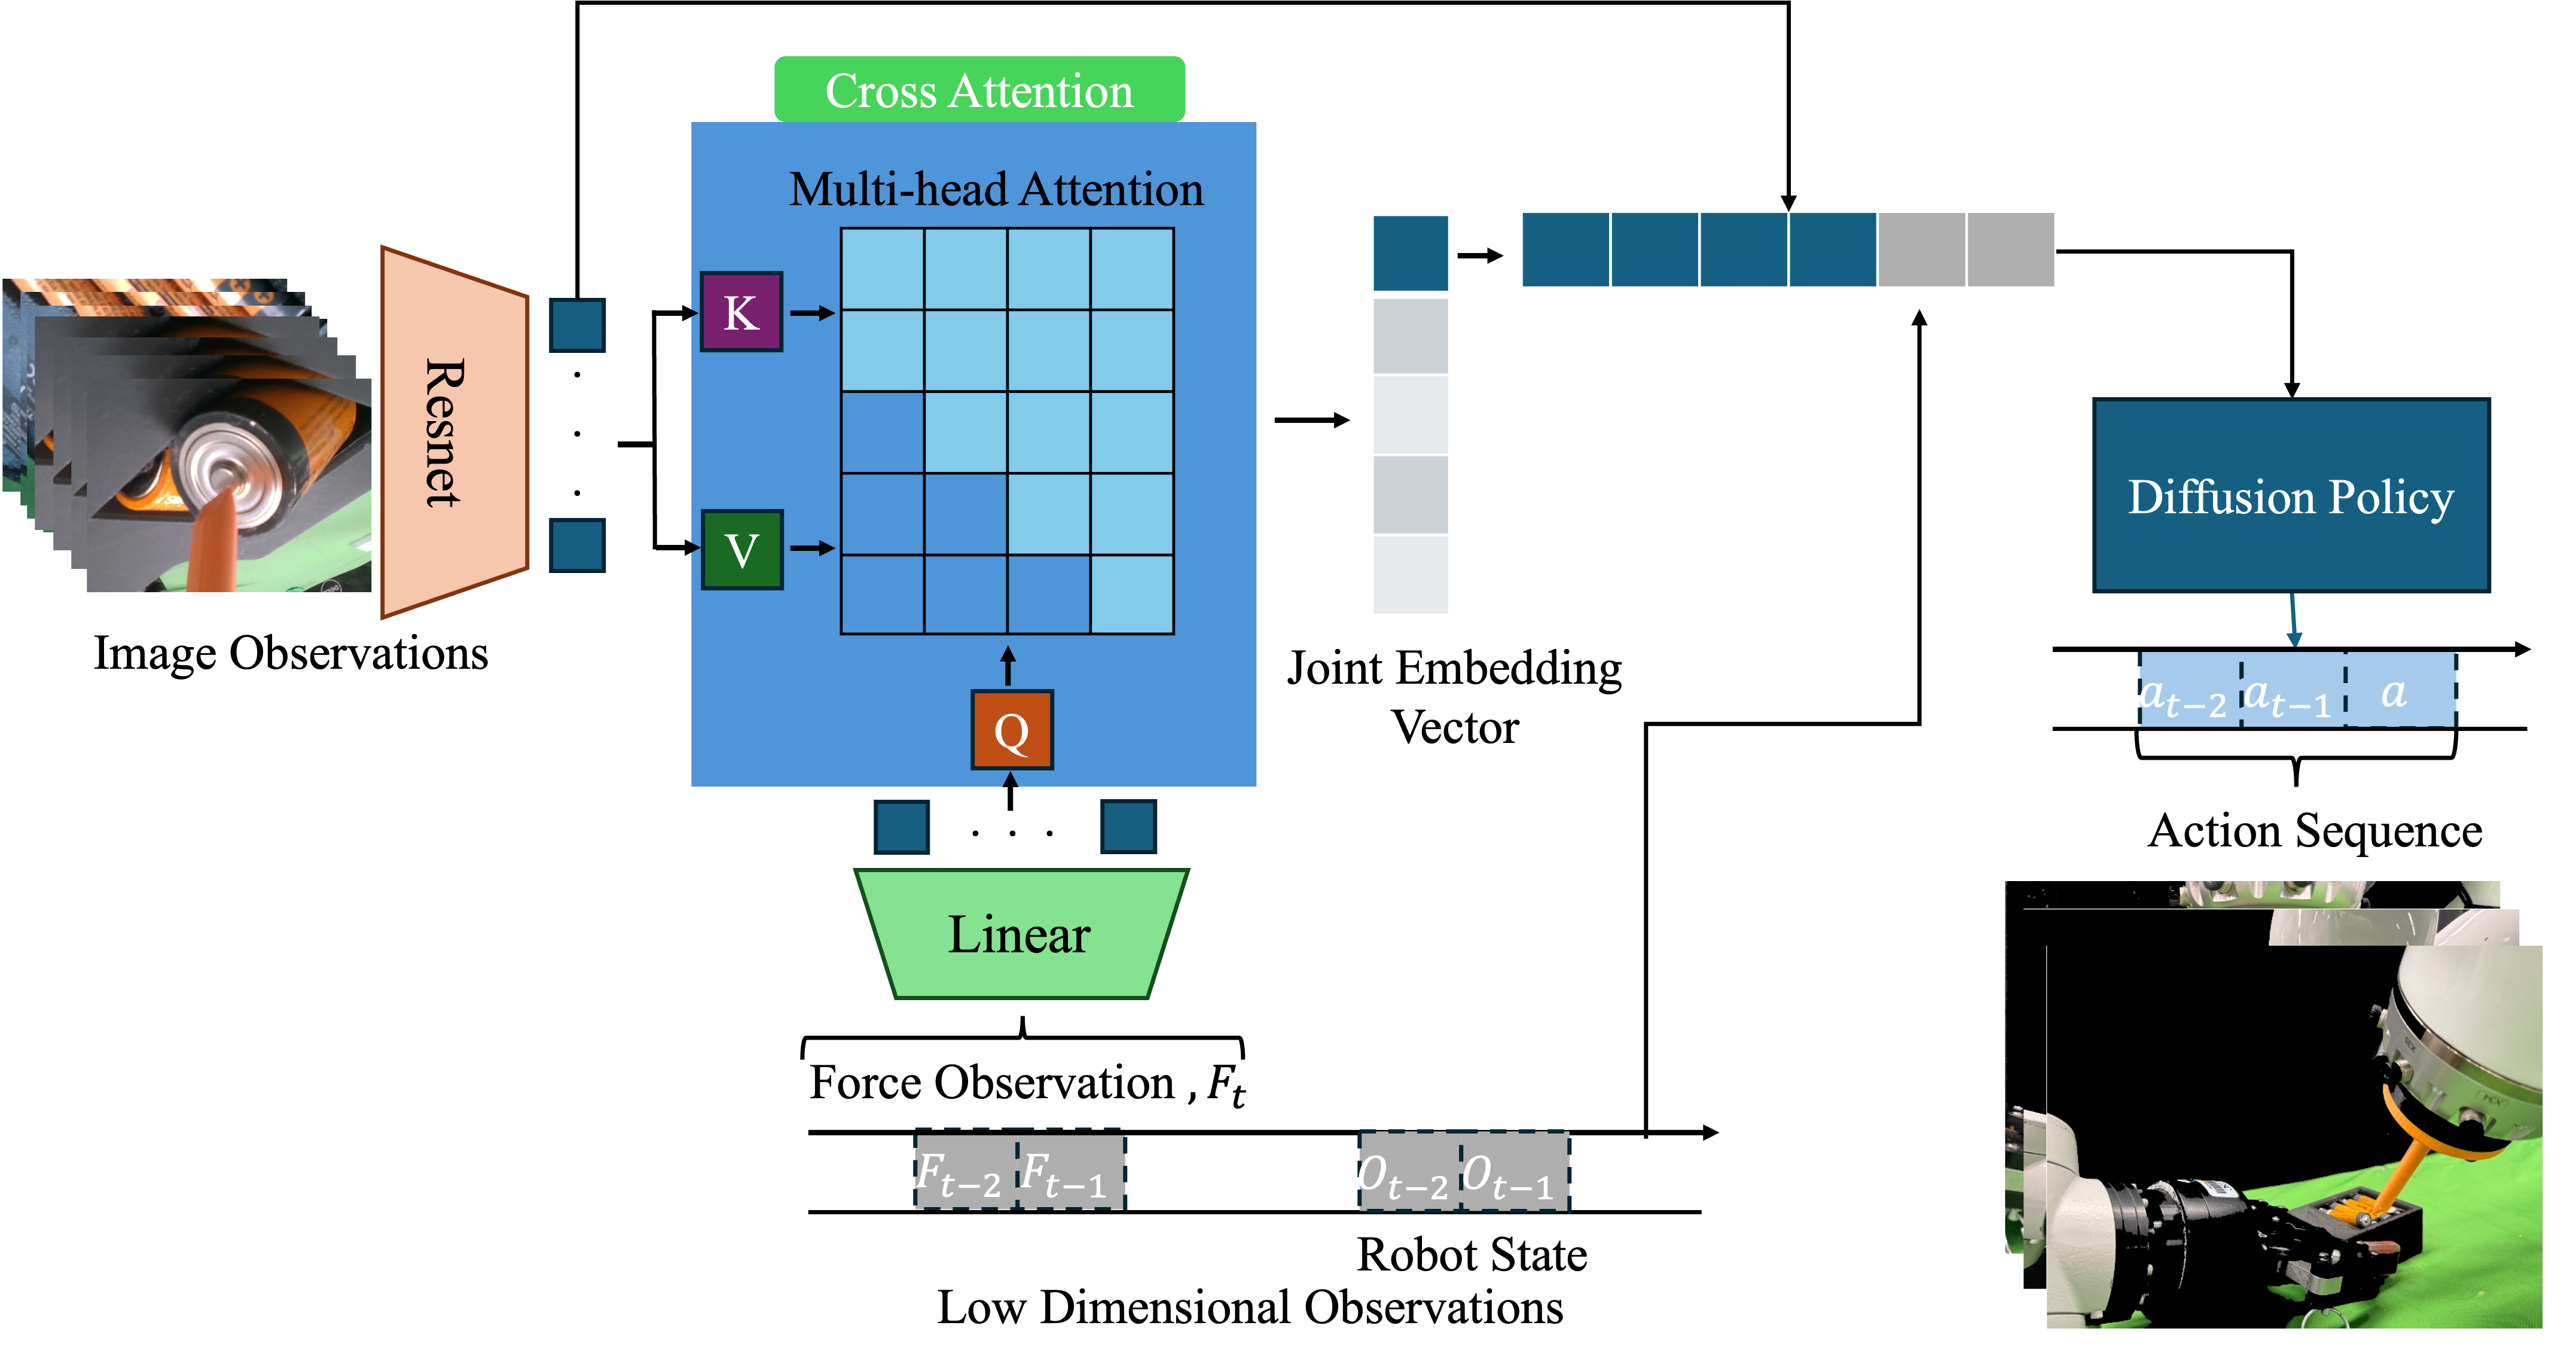 Cross Attention
Multi-head Attention
K
V
Q
Resnet
Image Observations
Linear
Force Observation , F_t
F_{t-2} F_{t-1}
O_{t-2} O_{t-1}
Robot State
Low Dimensional Observations
Joint Embedding
Vector
Diffusion Policy
a_{t-2} a_{t-1} a
Action Sequence